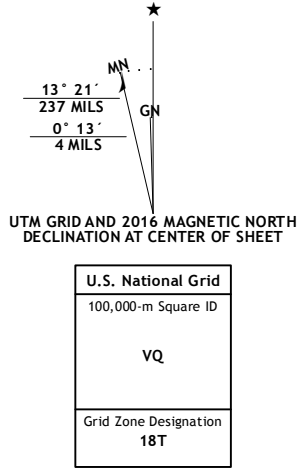 ★
MN
13° 21´
237 MILS
GN
0° 13´
4 MILS
UTM GRID AND 2016 MAGNETIC NORTH
DECLINATION AT CENTER OF SHEET
U.S. National Grid
100,000-m Square ID
VQ
Grid Zone Designation
18T